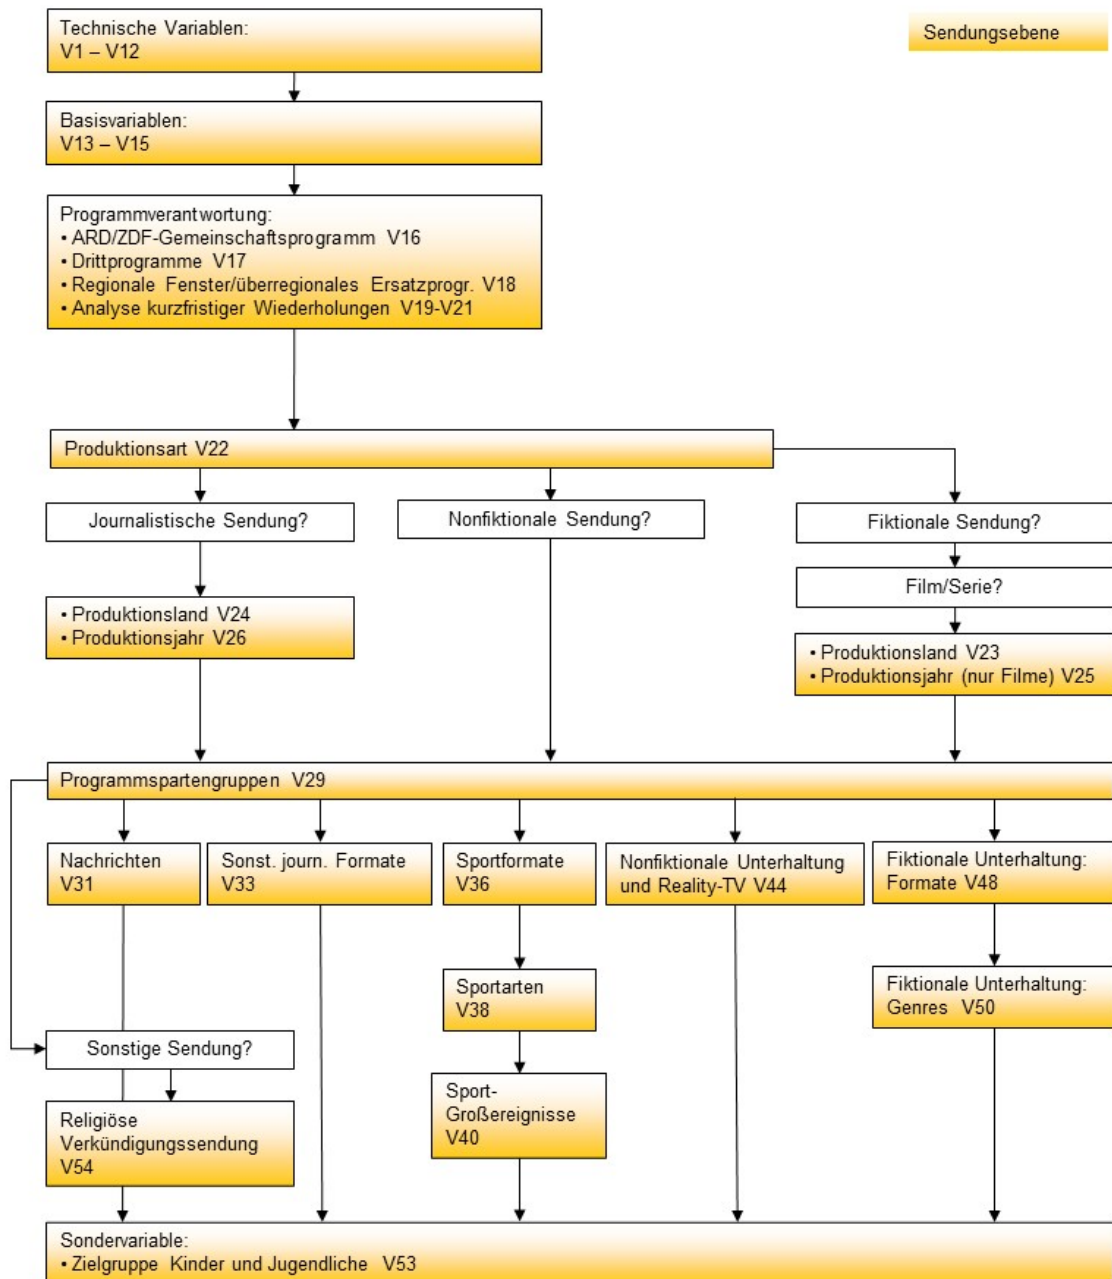 Technische Variablen:
V1 – V12
Sendungsebene
Basisvariablen:
V13 – V15
Programmverantwortung:
• ARD/ZDF-Gemeinschaftsprogramm V16
• Drittprogramme V17
• Regionale Fenster/überregionales Ersatzprogr. V18
• Analyse kurzfristiger Wiederholungen V19-V21
Produktionsart V22
Journalistische Sendung?
Nonfiktionale Sendung?
Fiktionale Sendung?
Film/Serie?
• Produktionsland V24
• Produktionsjahr V26
• Produktionsland V23
• Produktionsjahr (nur Filme) V25
Programmspartengruppen V29
Nachrichten
V31
Sonst. journ. Formate
V33
Sportformate
V36
Nonfiktionale Unterhaltung
und Reality-TV V44
Fiktionale Unterhaltung:
Formate V48
Sportarten
V38
Fiktionale Unterhaltung:
Genres V50
Sonstige Sendung?
Sport-
Großereignisse
V40
Religiöse
Verkündigungssendung
V54
Sondervariable:
• Zielgruppe Kinder und Jugendliche V53